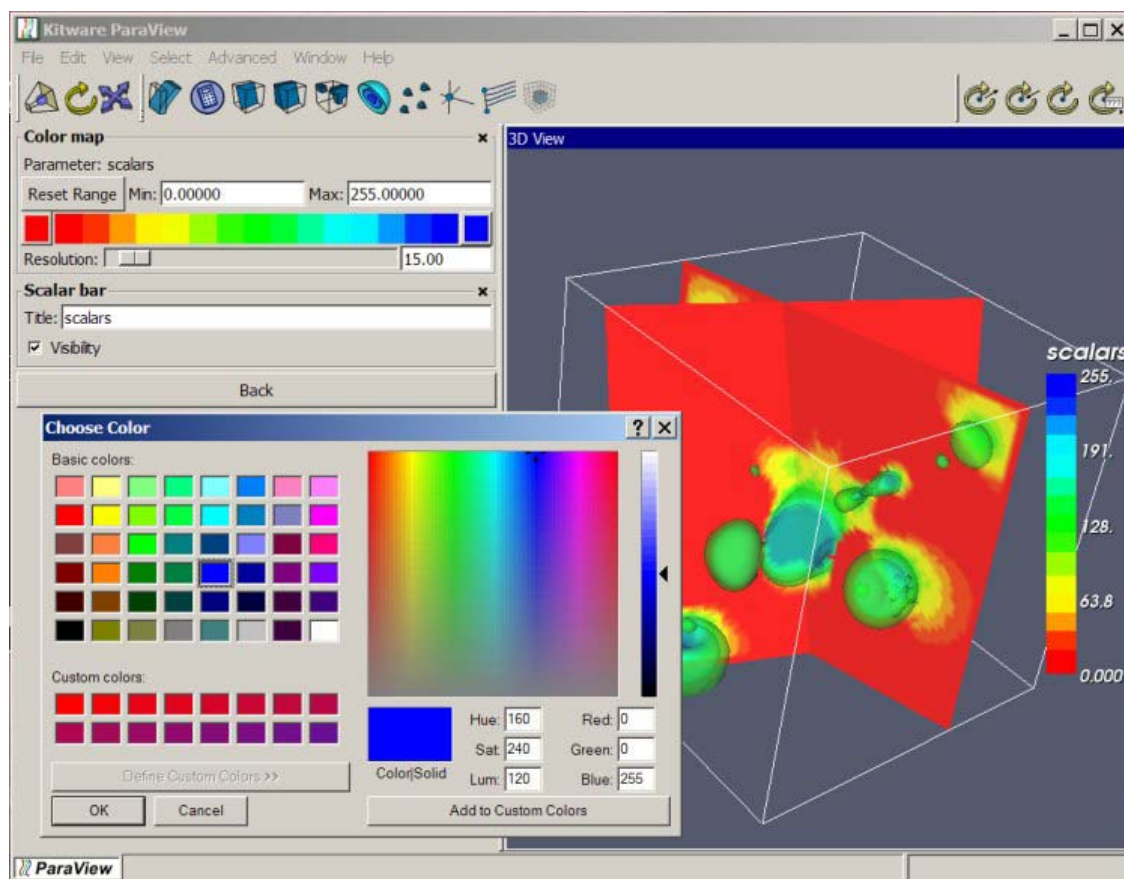 Kitware ParaView
File Edit View Select Advanced Window Help
Color map
Parameter: scalars
Reset Range Min: 0.00000 Max: 255.00000
Resolution: 15.00
Scalar bar
Title: scalars
Visibility
Back
3D View
scalars
255.
191.
128.
63.8
0.000
Choose Color
Basic colors:
Custom colors:
Define Custom Colors >>
OK Cancel
Color|Solid
Hue: 160 Red: 0
Sat: 240 Green: 0
Lum: 120 Blue: 255
Add to Custom Colors
ParaView